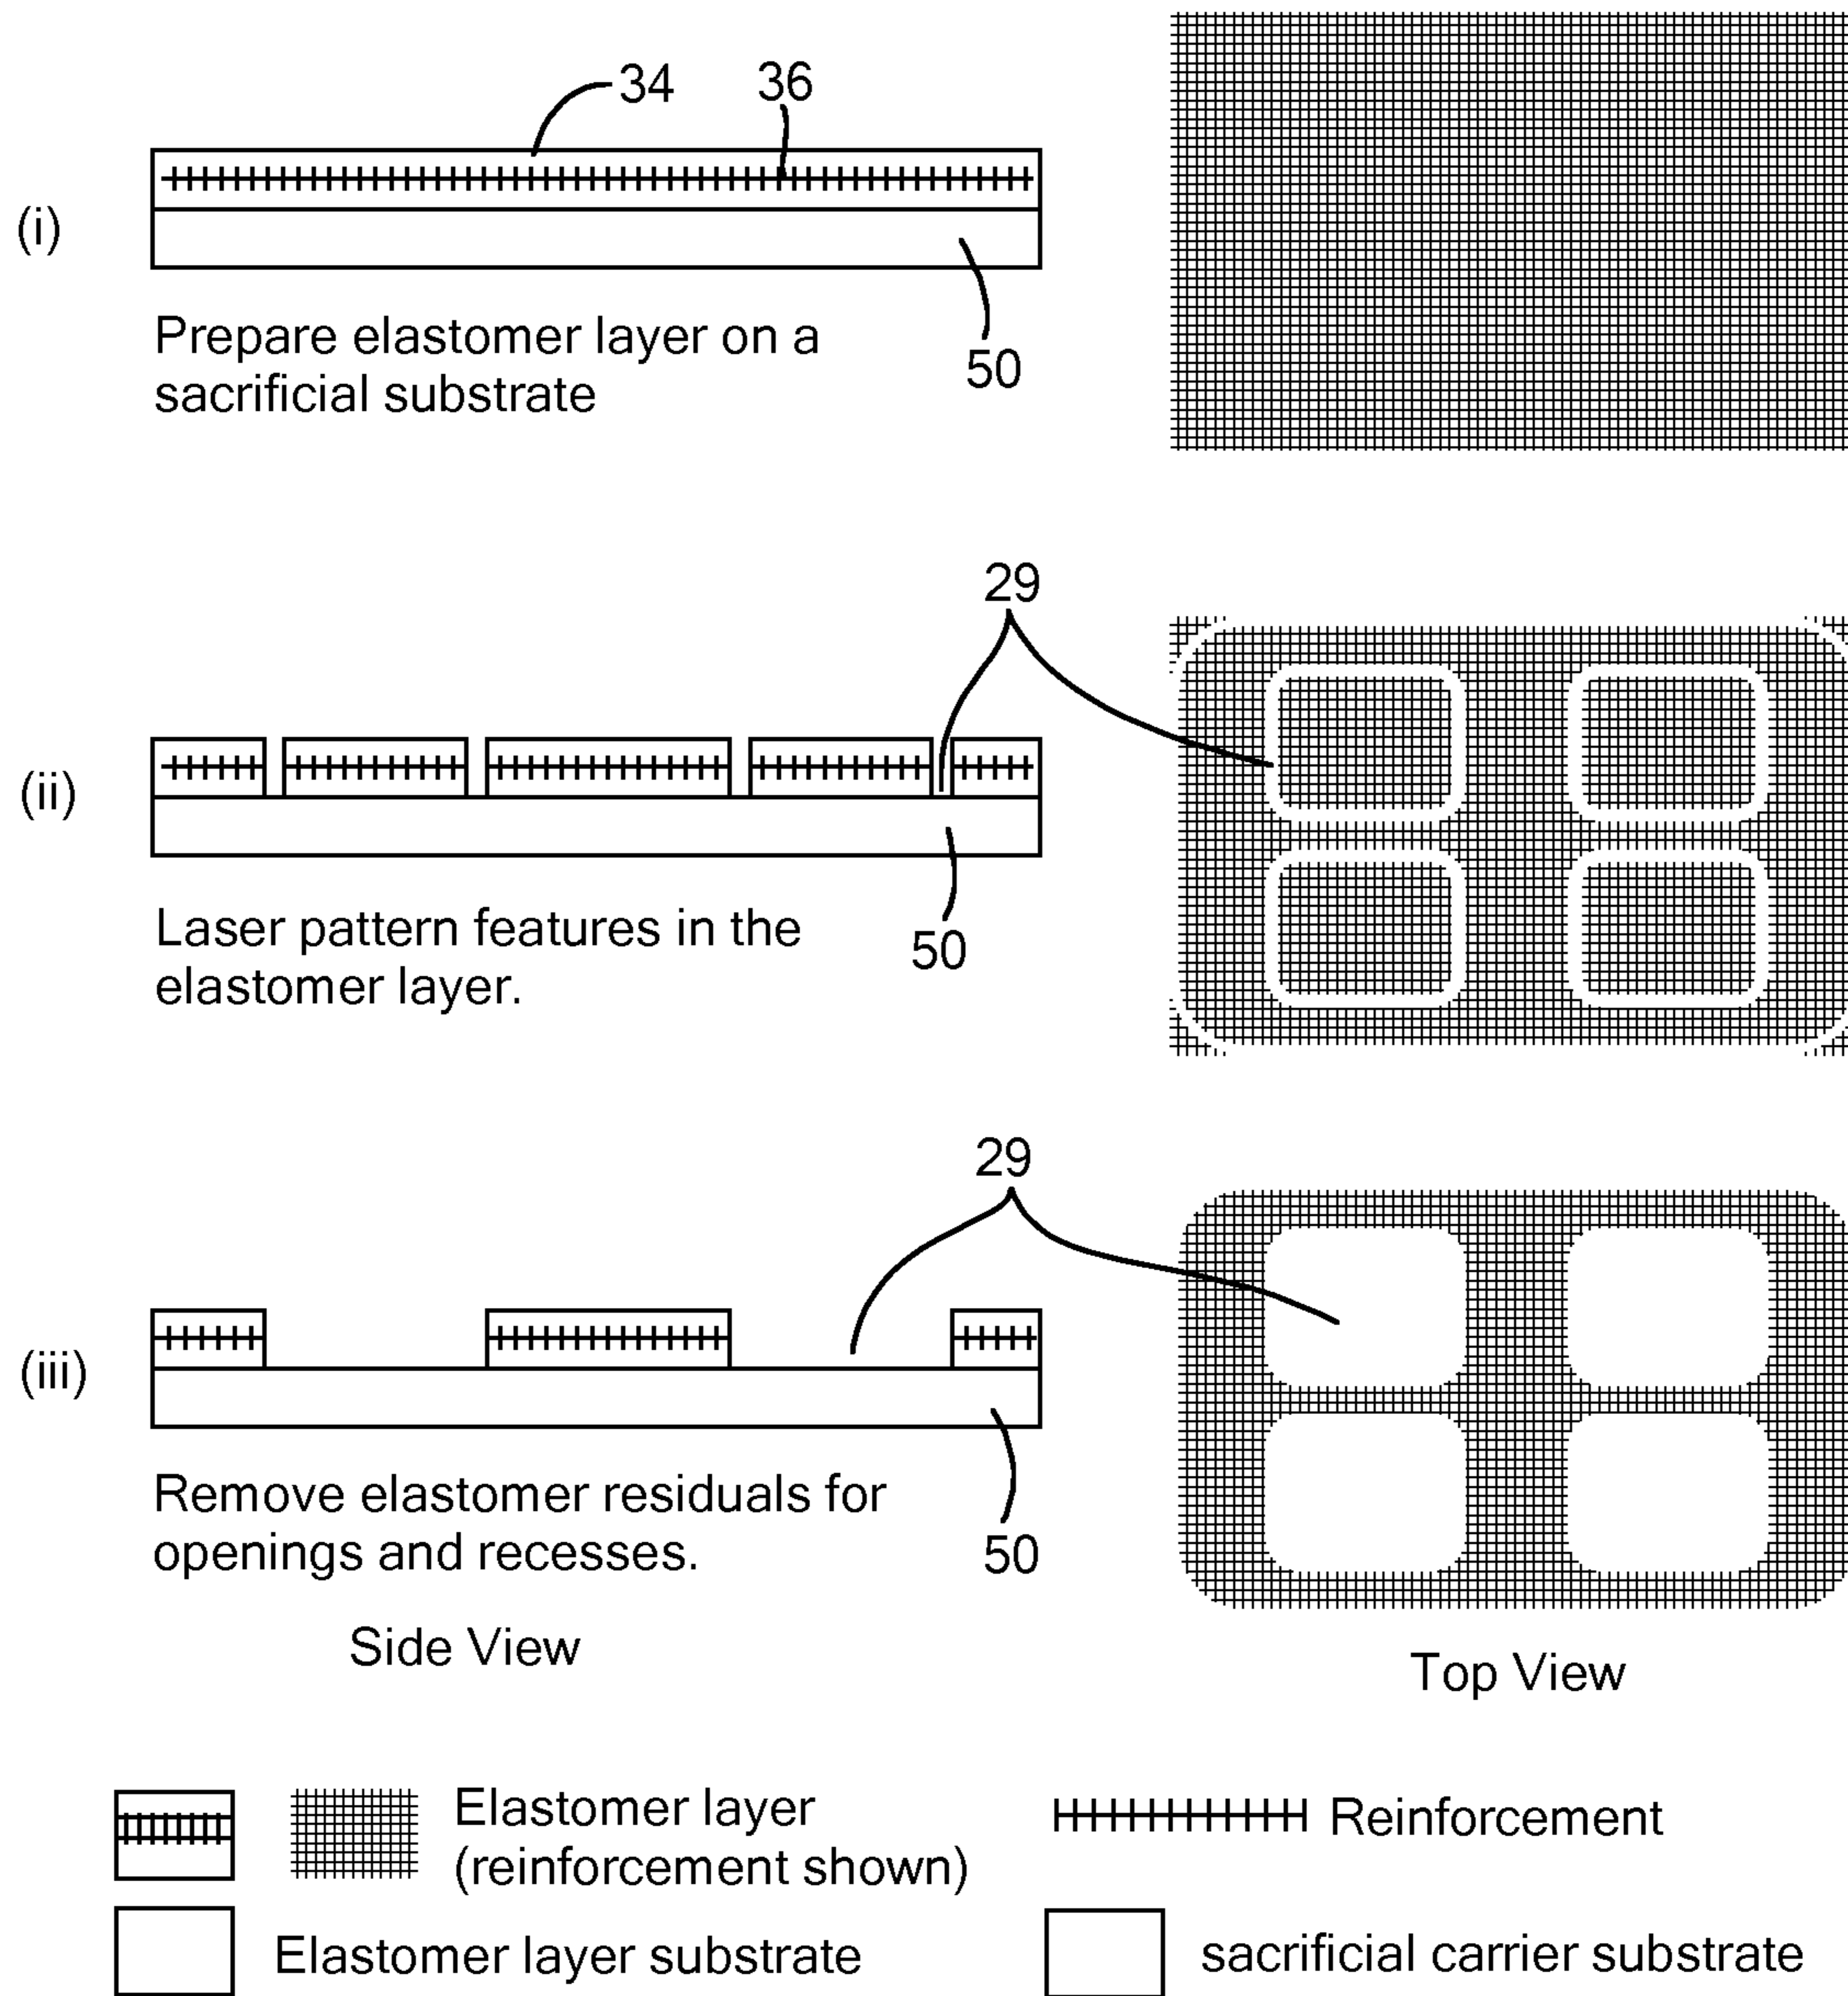 34
36
(i)
50
Prepare elastomer layer on a
sacrificial substrate
29
(ii)
50
Laser pattern features in the
elastomer layer.
29
(iii)
50
Remove elastomer residuals for
openings and recesses.
Side View
Top View
Elastomer layer
(reinforcement shown)
Reinforcement
Elastomer layer substrate
sacrificial carrier substrate